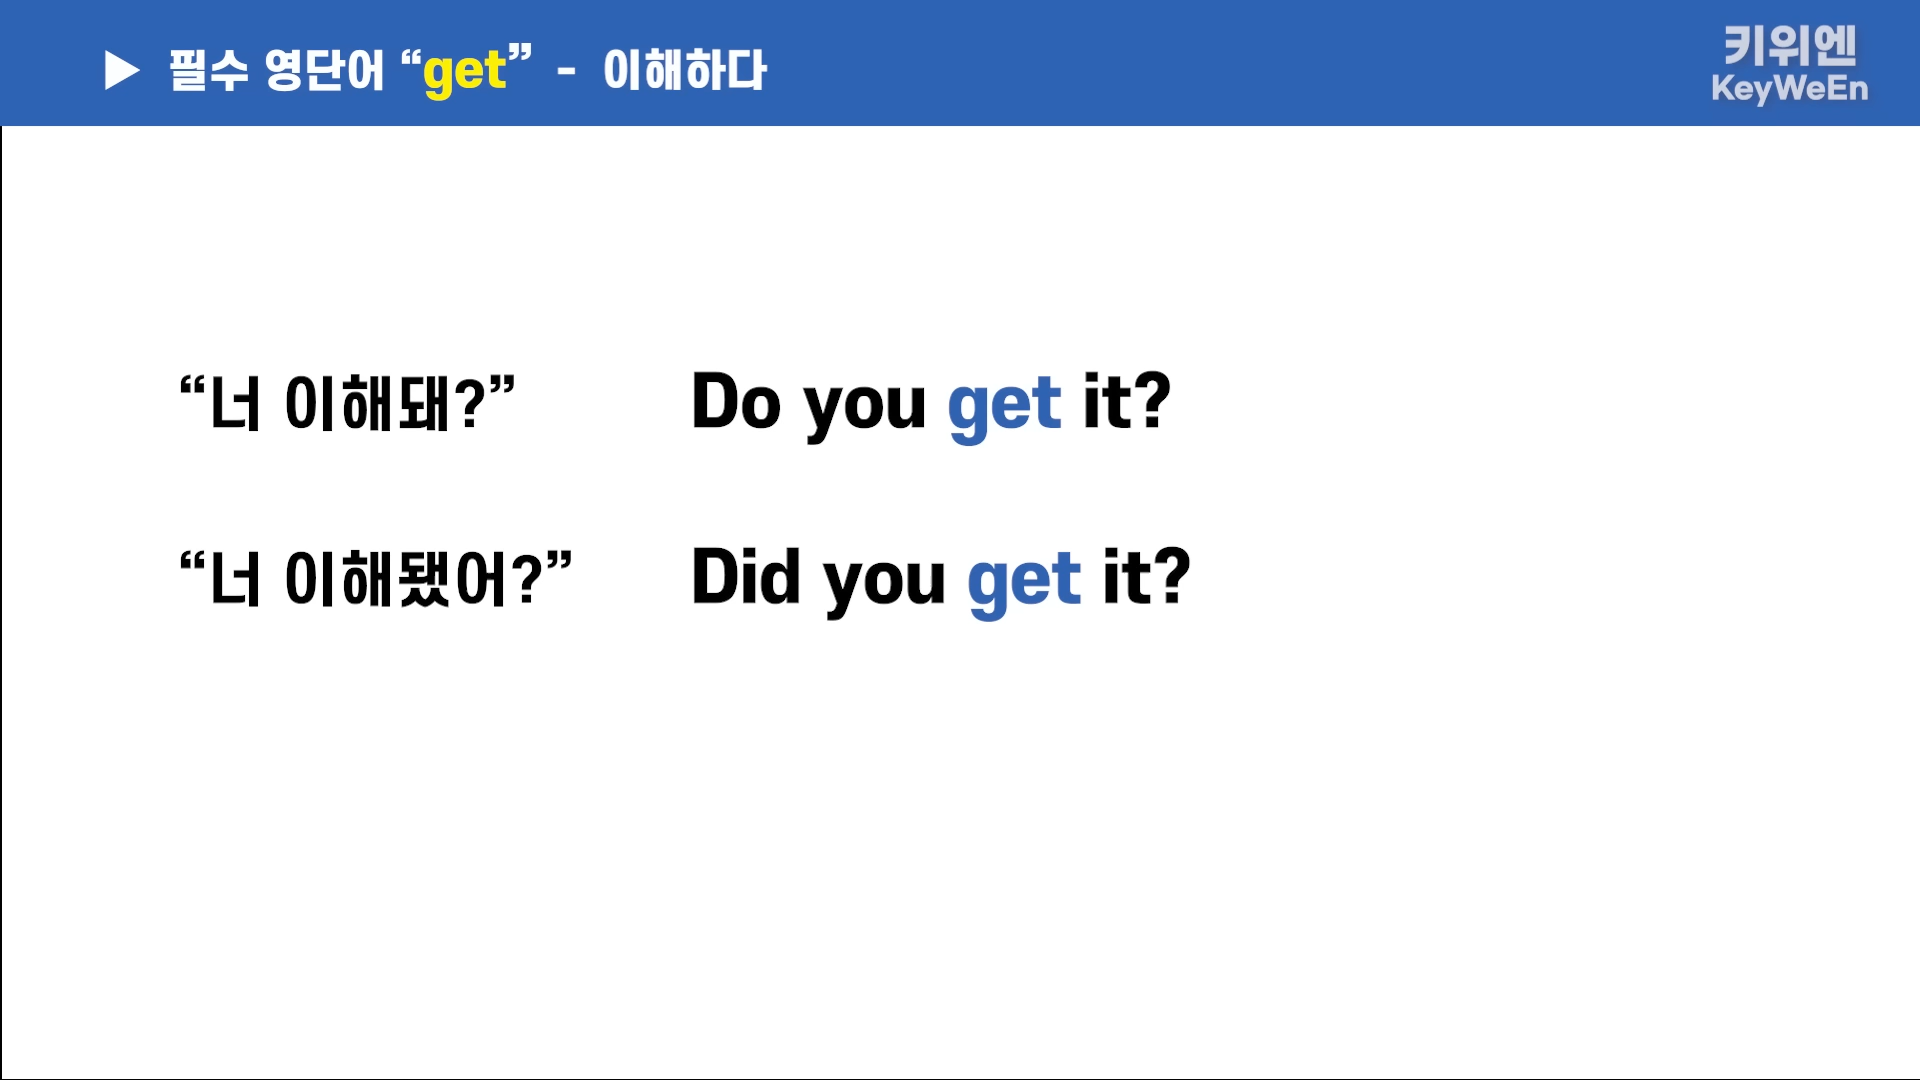 ▶ 필수 영단어 “get” - 이해하다
키위엔
KeyWeEn
“너 이해돼?” Do you get it?
“너 이해됐어?” Did you get it?